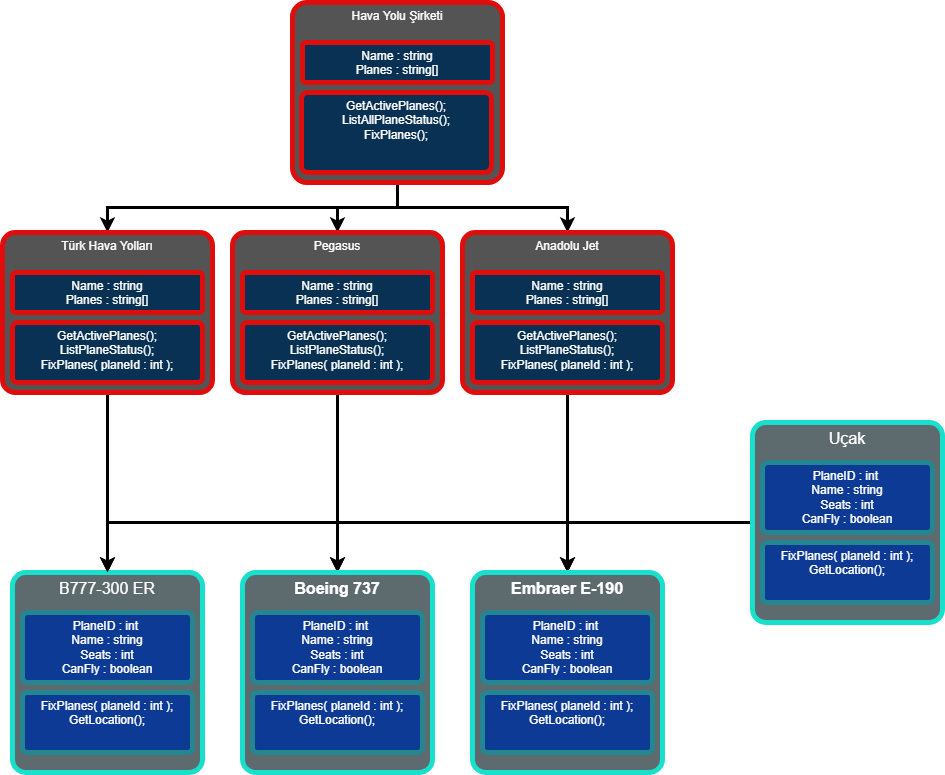 Hava Yolu Şirketi
Name : string
Planes : string[]
GetActivePlanes();
ListAllPlaneStatus();
FixPlanes();
Türk Hava Yolları
Name : string
Planes : string[]
GetActivePlanes();
ListPlaneStatus();
FixPlanes( planeId : int );
Pegasus
Name : string
Planes : string[]
GetActivePlanes();
ListPlaneStatus();
FixPlanes( planeId : int );
Anadolu Jet
Name : string
Planes : string[]
GetActivePlanes();
ListPlaneStatus();
FixPlanes( planeId : int );
Uçak
PlaneID : int
Name : string
Seats : int
CanFly : boolean
FixPlanes( planeId : int );
GetLocation();
B777-300 ER
PlaneID : int
Name : string
Seats : int
CanFly : boolean
FixPlanes( planeId : int );
GetLocation();
Boeing 737
PlaneID : int
Name : string
Seats : int
CanFly : boolean
FixPlanes( planeId : int );
GetLocation();
Embraer E-190
PlaneID : int
Name : string
Seats : int
CanFly : boolean
FixPlanes( planeId : int );
GetLocation();